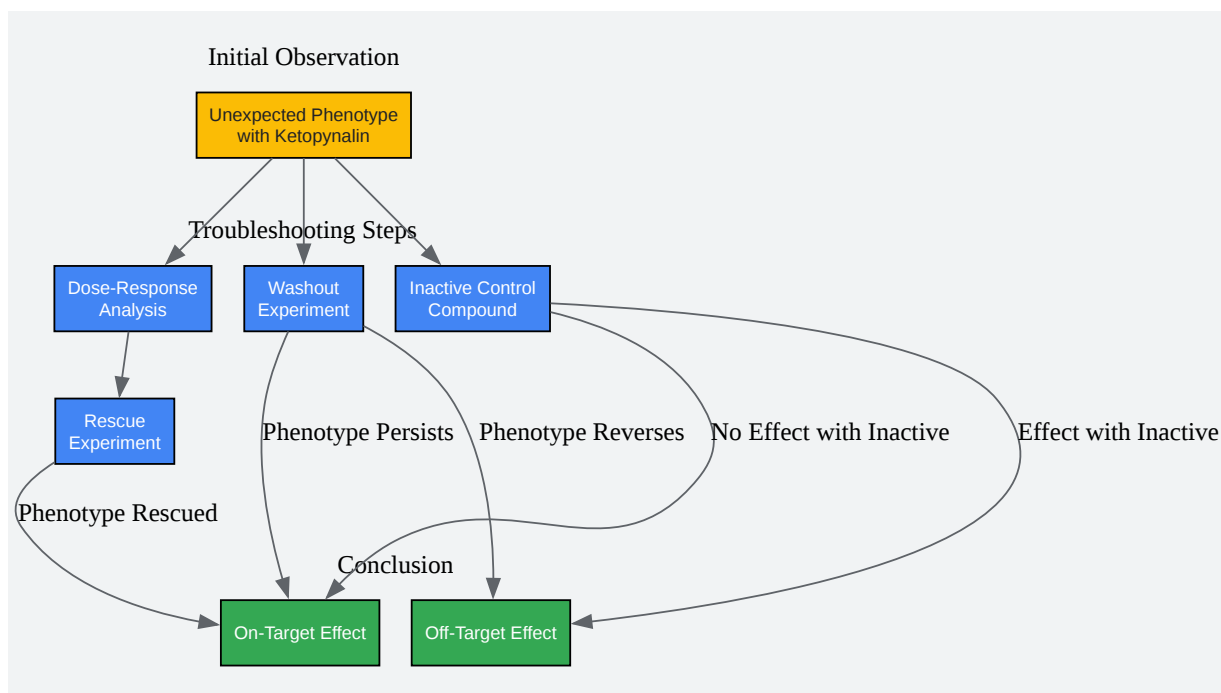 Initial Observation
Unexpected Phenotype
with Ketopynalin
Troubleshooting Steps
Dose-Response
Analysis
Washout
Experiment
Inactive Control
Compound
Rescue
Experiment
Phenotype Persists
Phenotype Reverses
No Effect with Inactive
Effect with Inactive
Phenotype Rescued
Conclusion
On-Target Effect
Off-Target Effect